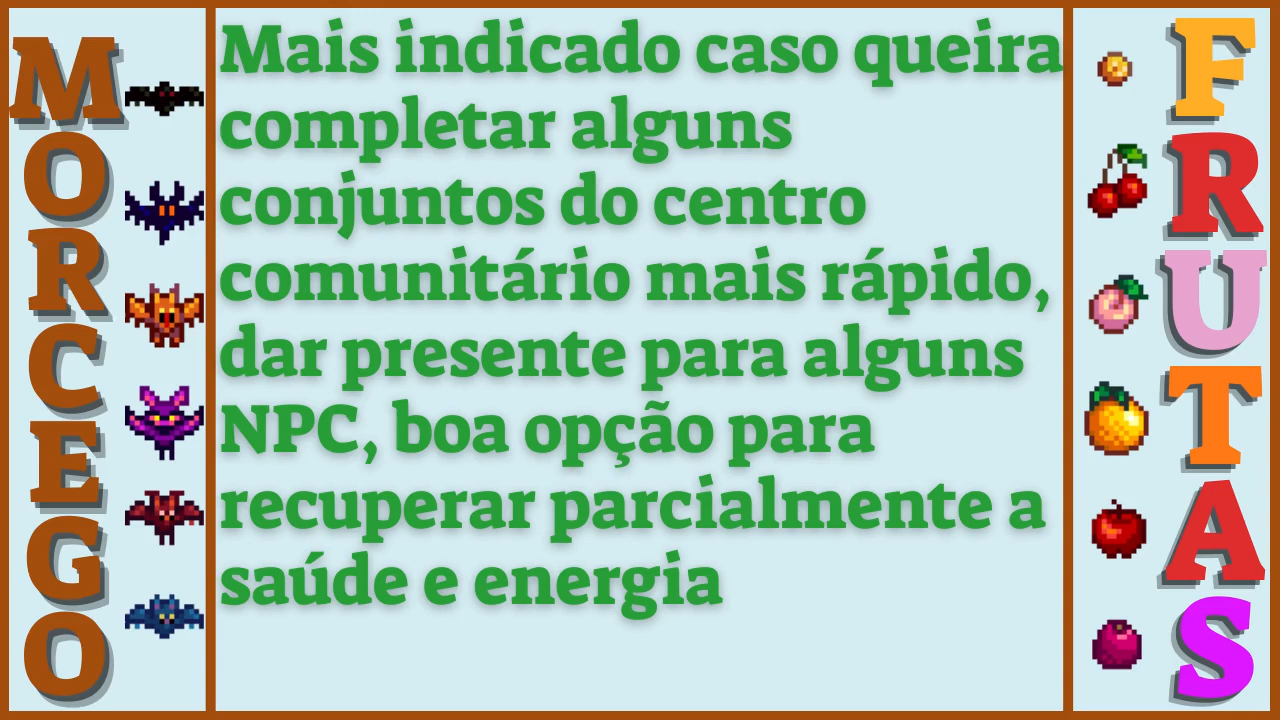 MORCEGO
Mais indicado caso queira
completar alguns
conjuntos do centro
comunitário mais rápido,
dar presente para alguns
NPC, boa opção para
recuperar parcialmente a
saúde e energia
FRUTAS